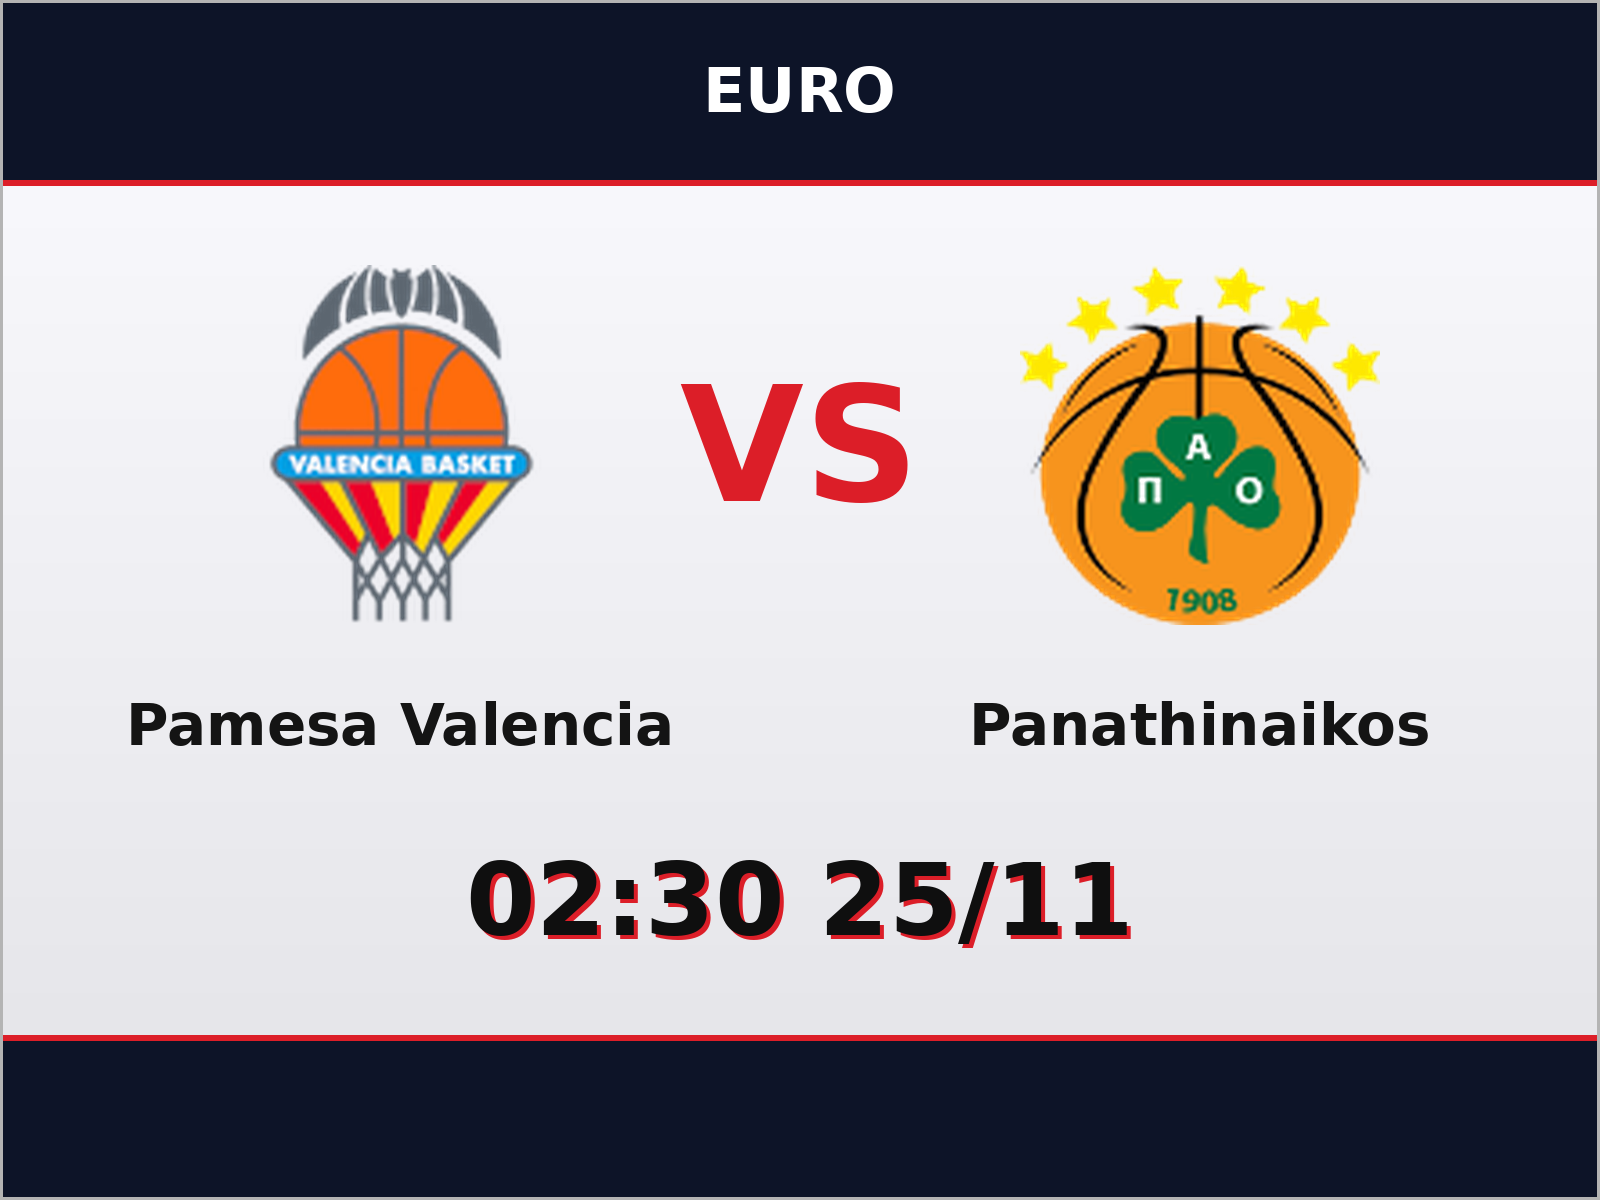 EURO
VALENCIA BASKET
VS
Α
Π Ο
1908
Pamesa Valencia
Panathinaikos
02:30 25/11